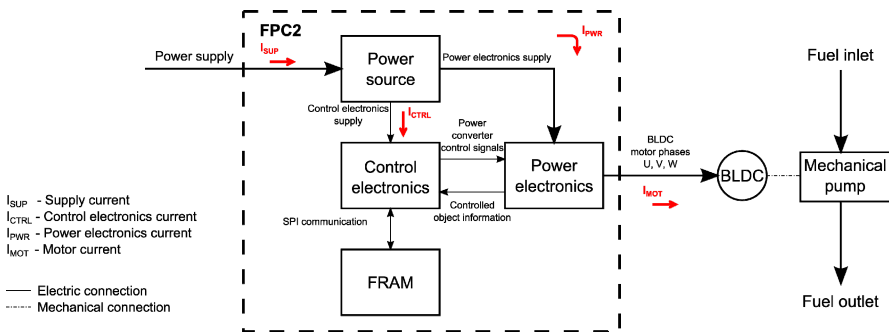 FPC2
I_SUP
I_PWR
Power supply
Power
source
Power electronics supply
Fuel inlet
Control electronics
supply
I_CTRL
Power
converter
control signals
BLDC
motor phases
U, V, W
Control
electronics
Power
electronics
BLDC
Mechanical
pump
I_MOT
Controlled
object information
SPI communication
I_SUP - Supply current
I_CTRL - Control electronics current
I_PWR - Power electronics current
I_MOT - Motor current
FRAM
Electric connection
Mechanical connection
Fuel outlet